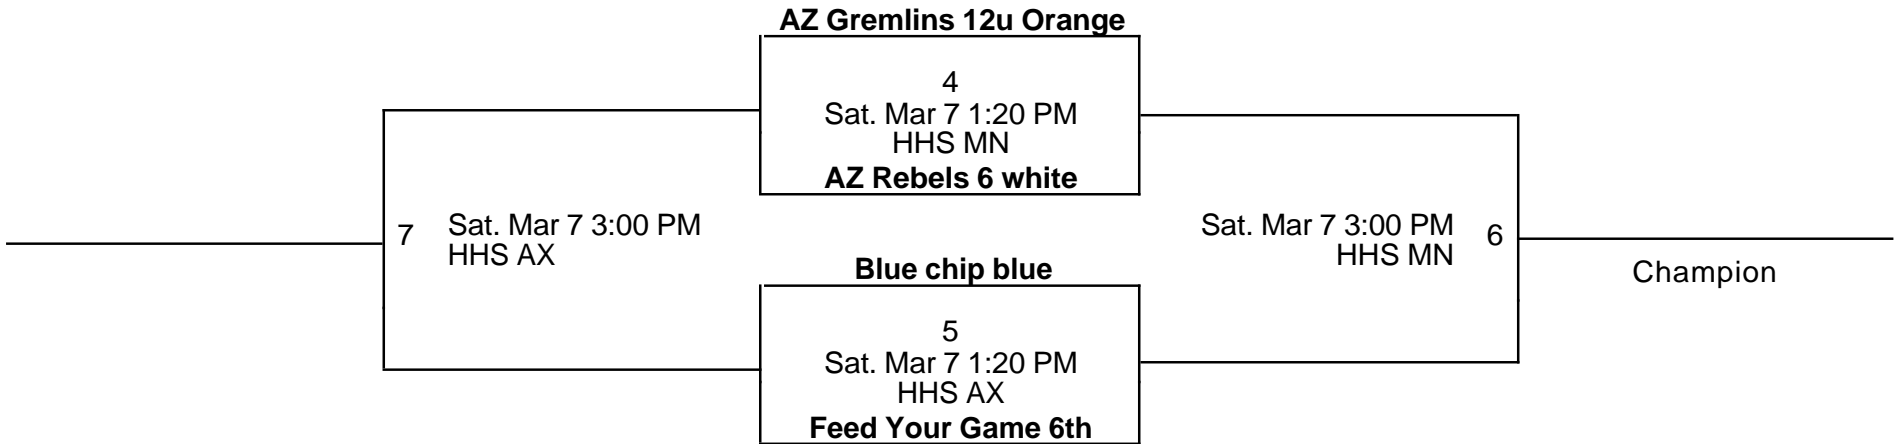 AZ Gremlins 12u Orange
4
Sat. Mar 7 1:20 PM
HHS MN
AZ Rebels 6 white
7
Sat. Mar 7 3:00 PM
HHS AX
Sat. Mar 7 3:00 PM
HHS MN
6
Champion
Blue chip blue
5
Sat. Mar 7 1:20 PM
HHS AX
Feed Your Game 6th